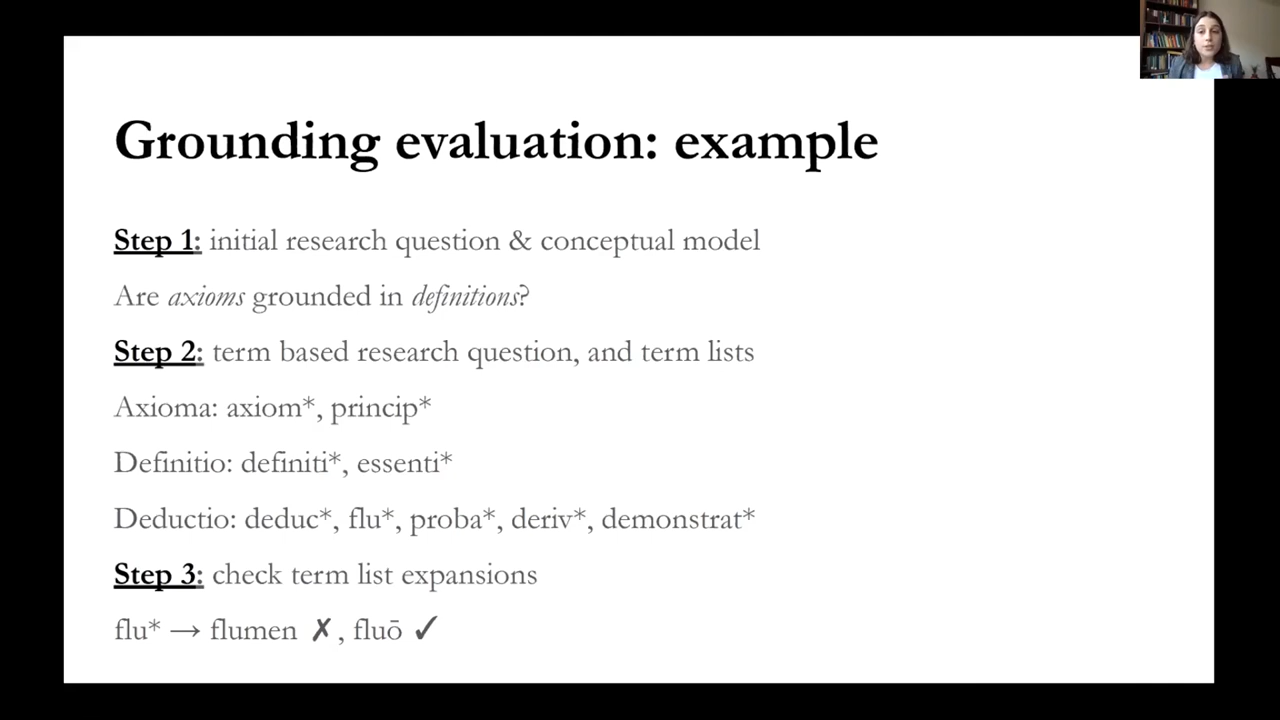 Grounding evaluation: example
Step 1: initial research question & conceptual model
Are axioms grounded in definitions?
Step 2: term based research question, and term lists
Axioma: axiom*, princip*
Definitio: definiti*, essenti*
Deductio: deduc*, flu*, proba*, deriv*, demonstrat*
Step 3: check term list expansions
flu* → flumen ✗, fluō ✓